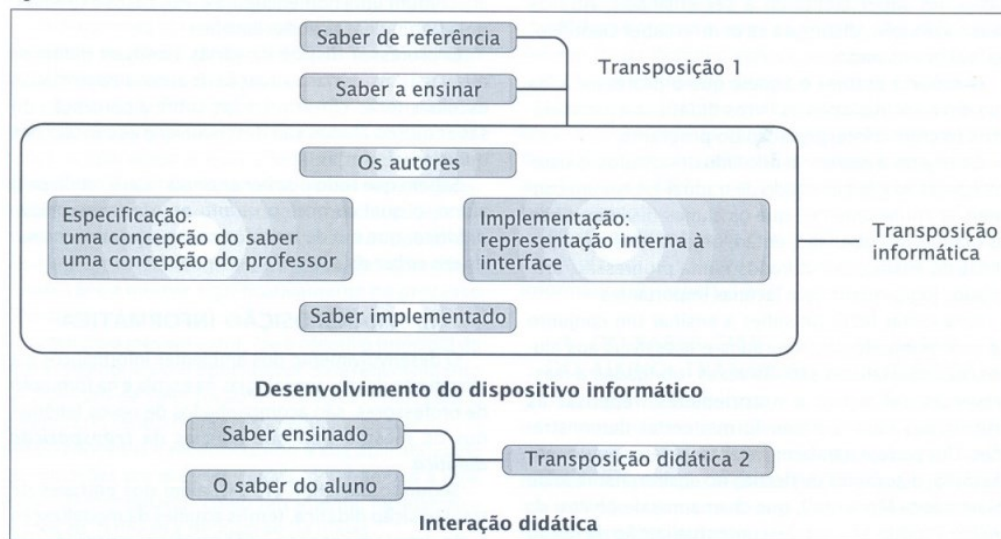 Saber de referência
Transposição 1
Saber a ensinar
Os autores
Especificação:
uma concepção do saber
uma concepção do professor
Implementação:
representação interna à
interface
Transposição
informática
Saber implementado
Desenvolvimento dos dispositivo informático
Saber ensinado
Transposição didática 2
O saber do aluno
Interação didática